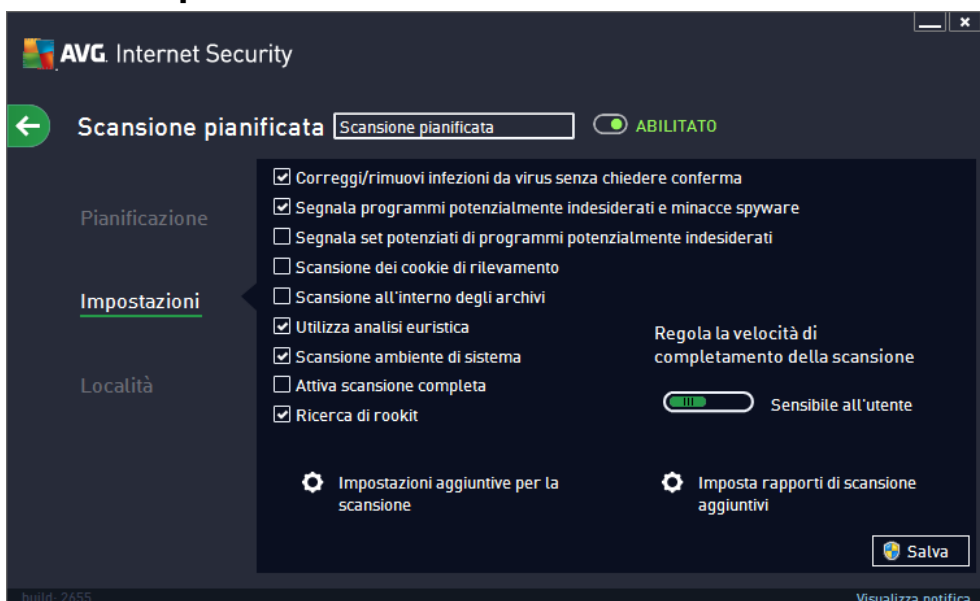 AVG. Internet Security
Scansione pianificata
Scansione pianificata
ABILITATO
Pianificazione
Impostazioni
Località
Correggi/rimuovi infezioni da virus senza chiedere conferma
Segnala programmi potenzialmente indesiderati e minacce spyware
Segnala set potenziati di programmi potenzialmente indesiderati
Scansione dei cookie di rilevamento
Scansione all'interno degli archivi
Utilizza analisi euristica
Scansione ambiente di sistema
Attiva scansione completa
Ricerca di rookit
Regola la velocità di
completamento della scansione
Sensibile all'utente
Impostazioni aggiuntive per la
scansione
Imposta rapporti di scansione
aggiuntivi
Salva
build- 2655
Visualizza notifica